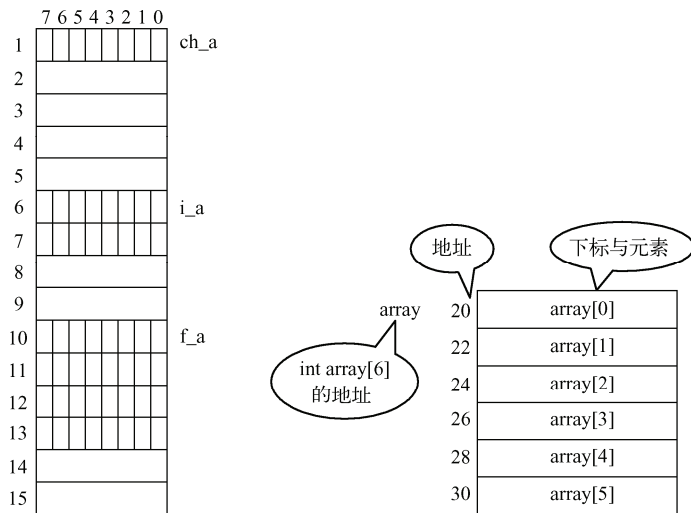 7 6 5 4 3 2 1 0
1 ch_a
2
3
4
5
6 i_a
7
8
9
10 f_a
11
12
13
14
15
地址
下标与元素
array
20 array[0]
22 array[1]
int array[6]
的地址
24 array[2]
26 array[3]
28 array[4]
30 array[5]